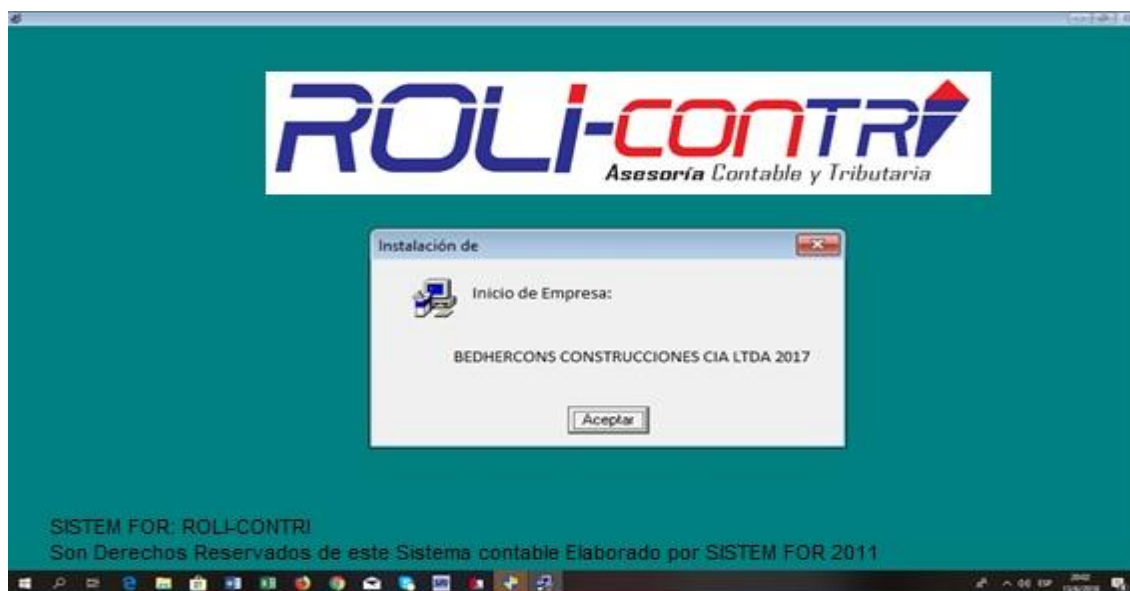 ROLI-CONTRI
Asesoría Contable y Tributaria
Instalación de
Inicio de Empresa:
BEDHERCONS CONSTRUCCIONES CIA LTDA 2017
Aceptar
SISTEM FOR: ROLI-CONTRI
Son Derechos Reservados de este Sistema contable Elaborado por SISTEM FOR 2011
ESP